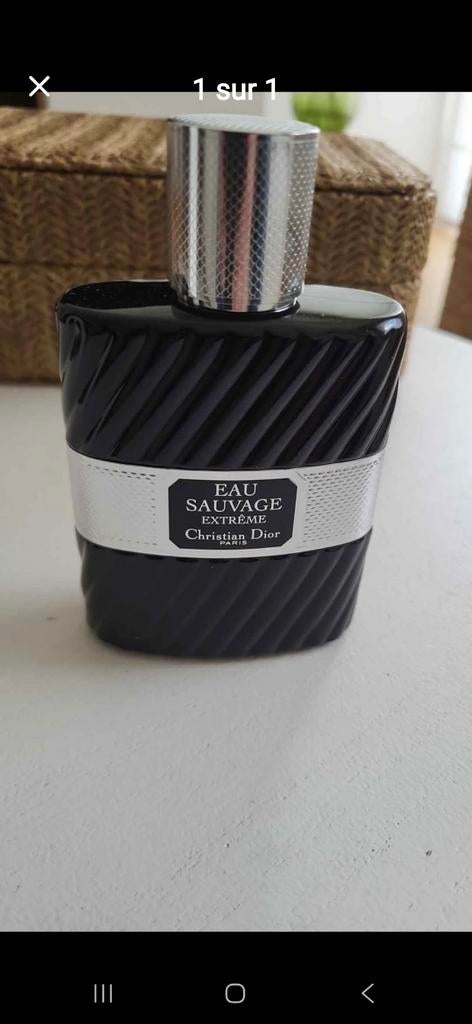 1 sur 1
EAU
SAUVAGE
EXTRÊME
Christian Dior
PARIS